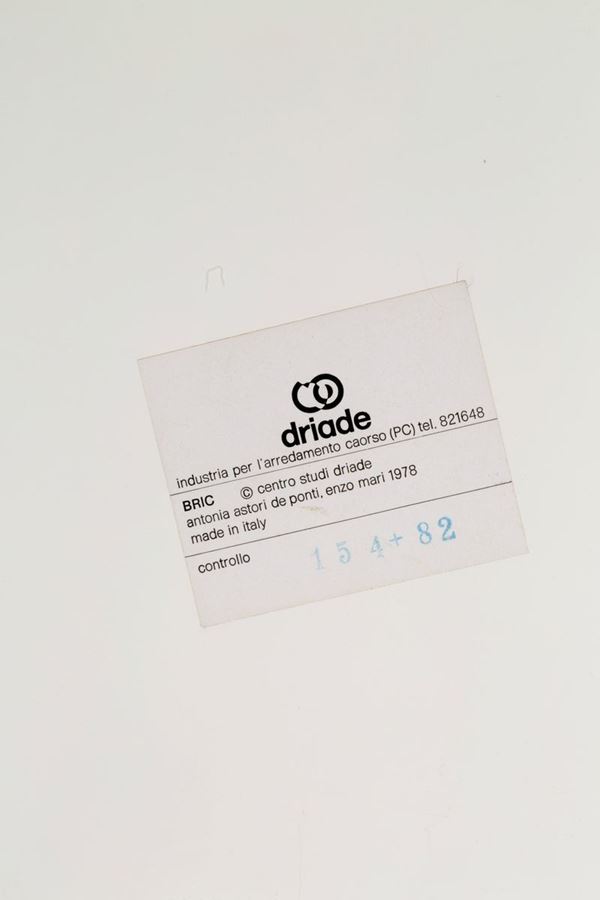 driade
industria per l'arredamento caorso (PC) tel. 821648
BRIC © centro studi driade
antonia astori de ponti, enzo mari 1978
made in italy
controllo 154+ 82